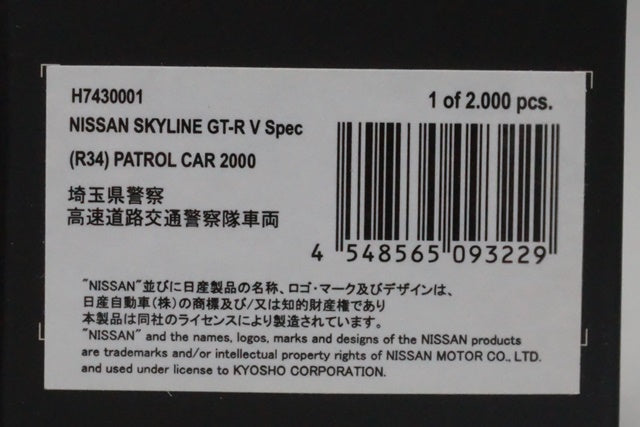 H7430001
1 of 2.000 pcs.
NISSAN SKYLINE GT-R V Spec
(R34) PATROL CAR 2000
埼玉県警察
高速道路交通警察隊車両
4 548565 093229
"NISSAN"並びに日産製品の名称、ロゴ・マーク及びデザインは、
日産自動車(株)の商標及び/又は知的財産権であり
本製品は同社のライセンスにより製造されています。
"NISSAN" and the names, logos, marks and designs of the NISSAN products
are trademarks and/or intellectual property rights of NISSAN MOTOR CO., LTD.
and used under license to KYOSHO CORPORATION.